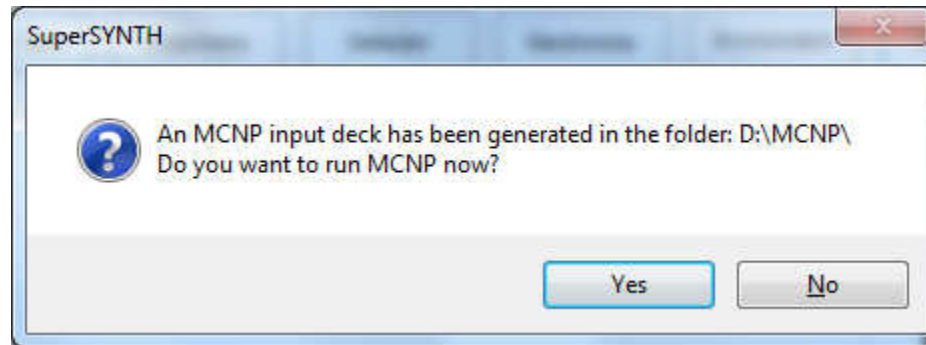 SuperSYNTH
An MCNP input deck has been generated in the folder: D:\MCNP\
Do you want to run MCNP now?
Yes
No